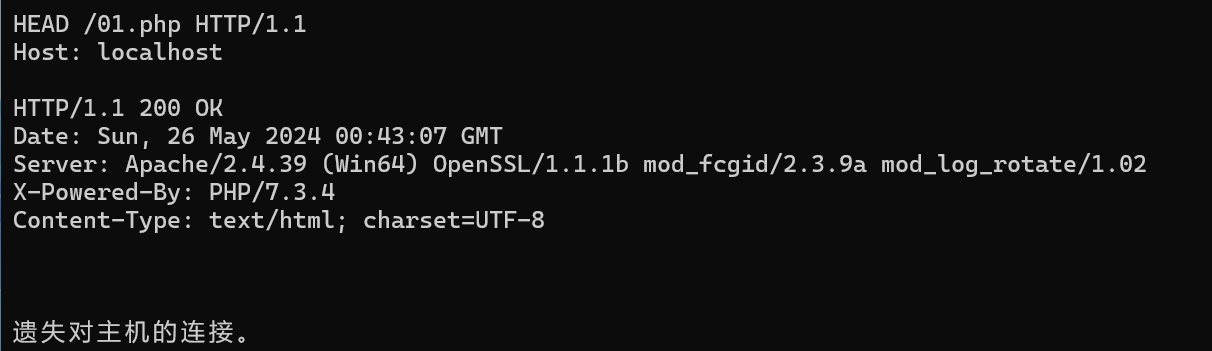 HEAD /01.php HTTP/1.1
Host: localhost
HTTP/1.1 200 OK
Date: Sun, 26 May 2024 00:43:07 GMT
Server: Apache/2.4.39 (Win64) OpenSSL/1.1.1b mod_fcgid/2.3.9a mod_log_rotate/1.02
X-Powered-By: PHP/7.3.4
Content-Type: text/html; charset=UTF-8
遗失对主机的连接。